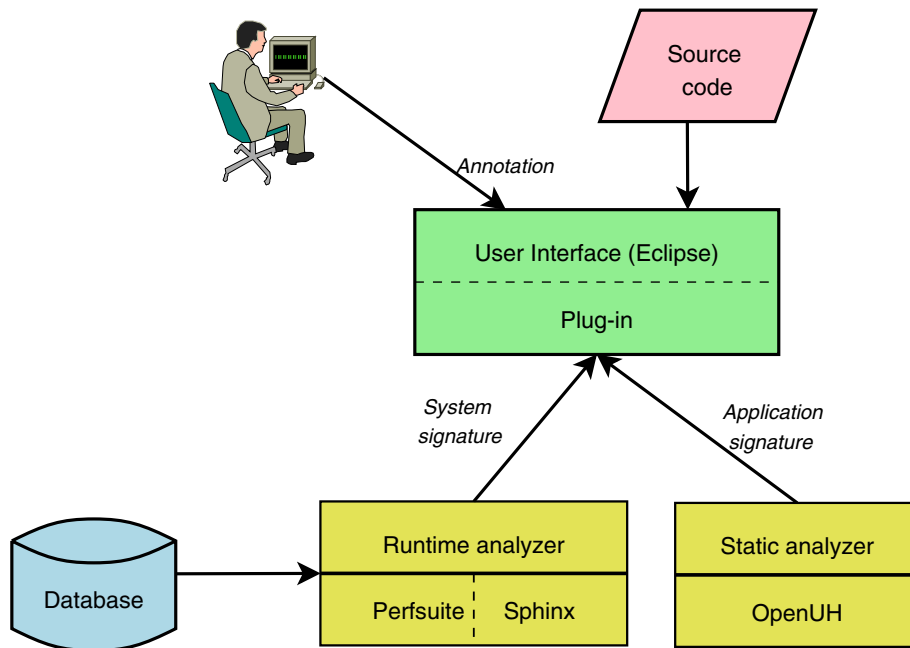 Source
code
Annotation
User Interface (Eclipse)
Plug-in
System
signature
Application
signature
Runtime analyzer
Static analyzer
Database
Perfsuite
Sphinx
OpenUH